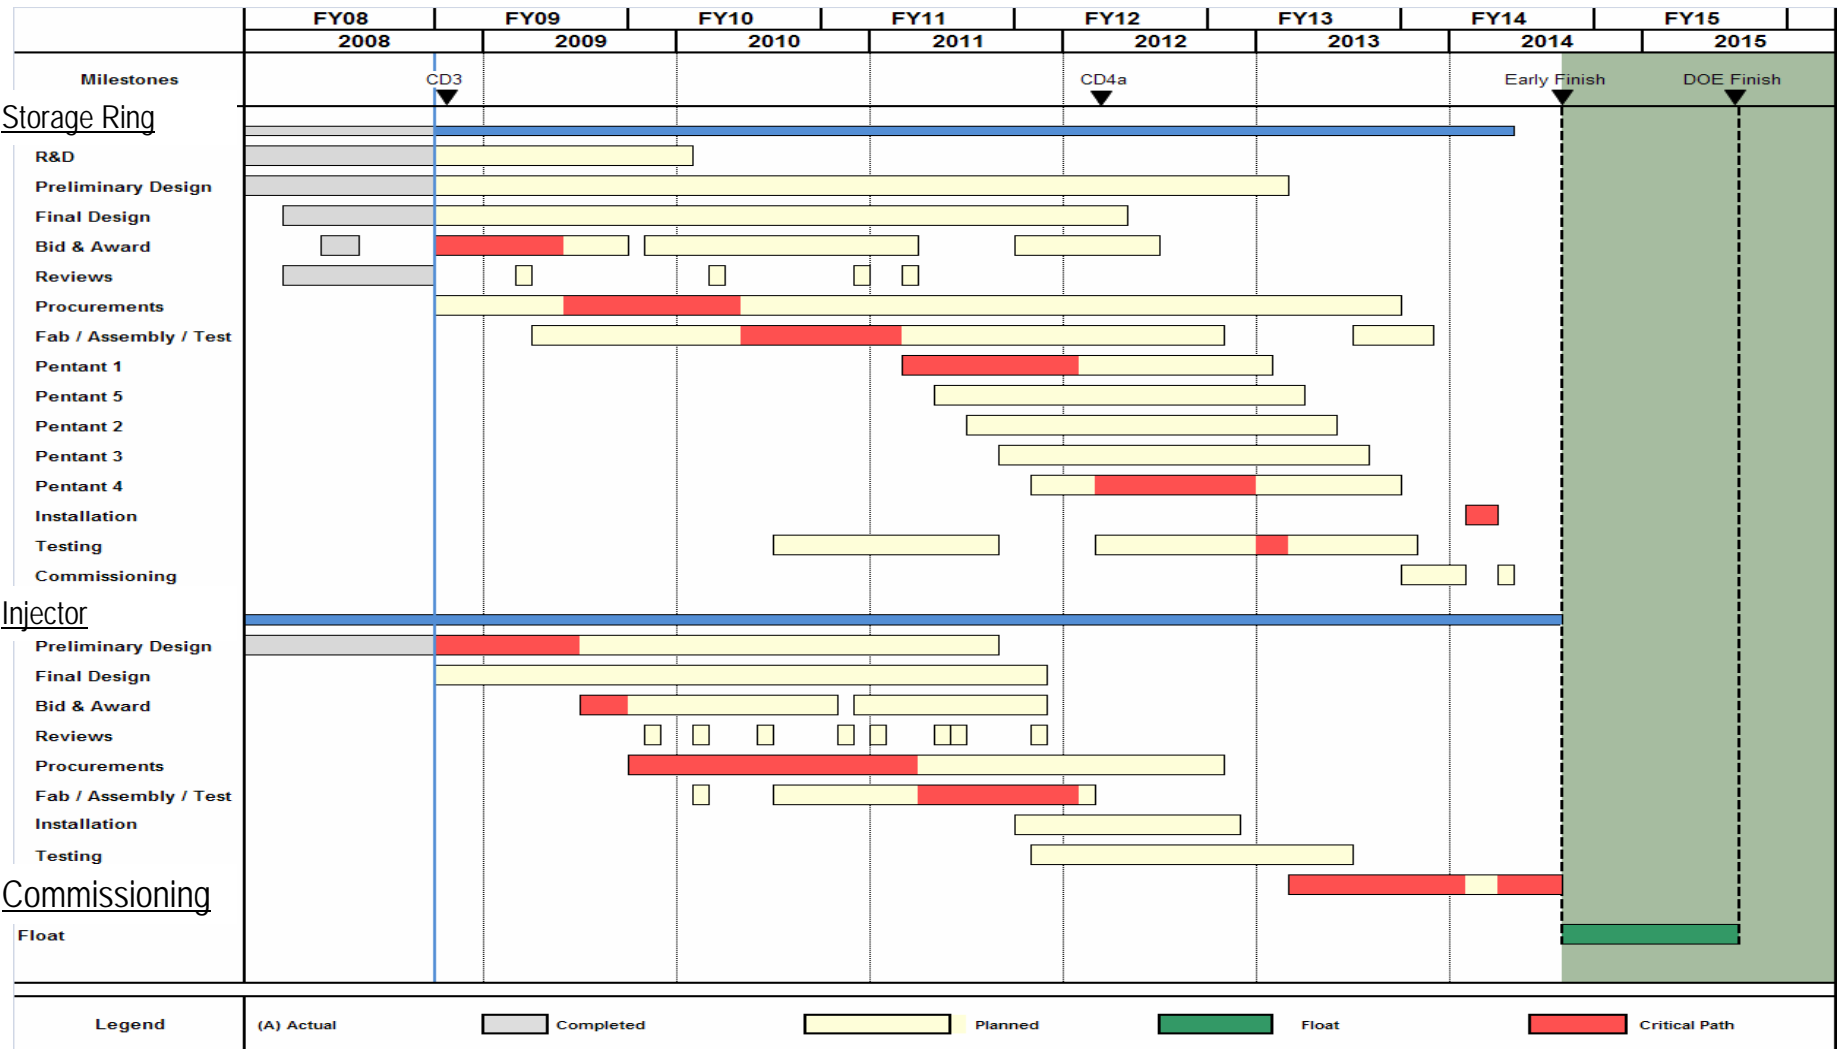 FY08 FY09 FY10 FY11 FY12 FY13 FY14 FY15
2008 2009 2010 2011 2012 2013 2014 2015
Milestones CD3 CD4a Early Finish DOE Finish
Storage Ring
R&D
Preliminary Design
Final Design
Bid & Award
Reviews
Procurements
Fab / Assembly / Test
Pentant 1
Pentant 5
Pentant 2
Pentant 3
Pentant 4
Installation
Testing
Commissioning
Injector
Preliminary Design
Final Design
Bid & Award
Reviews
Procurements
Fab / Assembly / Test
Installation
Testing
Commissioning
Float
Legend (A) Actual Completed Planned Float Critical Path